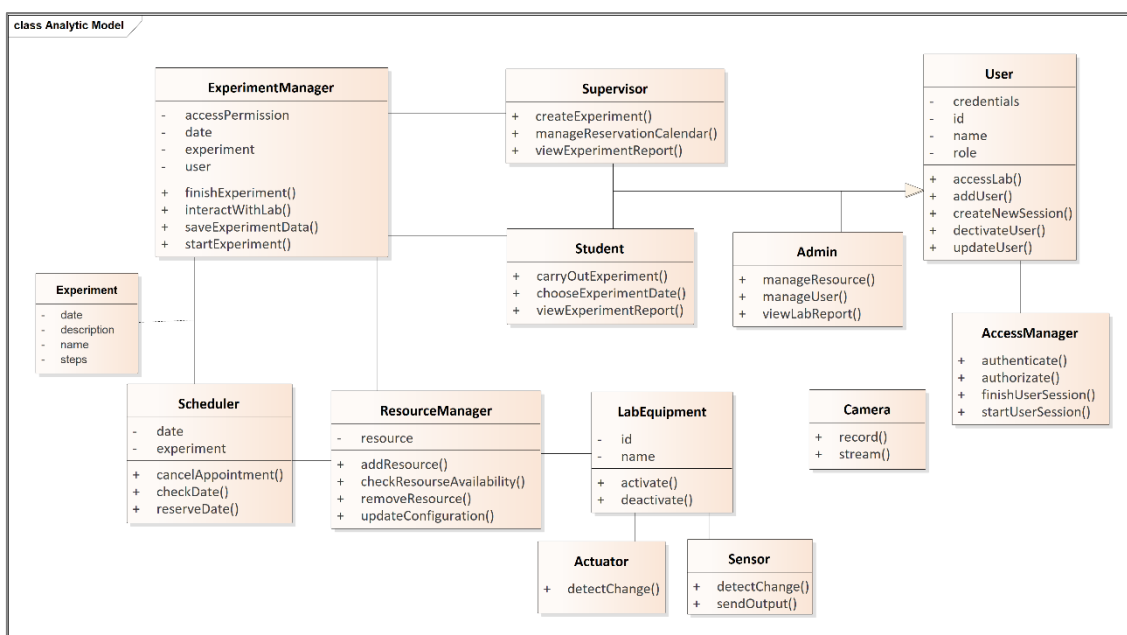 class Analytic Model
ExperimentManager
- accessPermission
- date
- experiment
- user
+ finishExperiment()
+ interactWithLab()
+ saveExperimentData()
+ startExperiment()
Supervisor
+ createExperiment()
+ manageReservationCalendar()
+ viewExperimentReport()
User
- credentials
- id
- name
- role
+ accessLab()
+ addUser()
+ createNewSession()
+ dectivateUser()
+ updateUser()
Student
+ carryOutExperiment()
+ chooseExperimentDate()
+ viewExperimentReport()
Admin
+ manageResource()
+ manageUser()
+ viewLabReport()
Experiment
- date
- description
- name
- steps
AccessManager
+ authenticate()
+ authorizate()
+ finishUserSession()
+ startUserSession()
Scheduler
- date
- experiment
+ cancelAppointment()
+ checkDate()
+ reserveDate()
ResourceManager
- resource
+ addResource()
+ checkResourseAvailability()
+ removeResource()
+ updateConfiguration()
LabEquipment
- id
- name
+ activate()
+ deactivate()
Camera
+ record()
+ stream()
Actuator
+ detectChange()
Sensor
+ detectChange()
+ sendOutput()